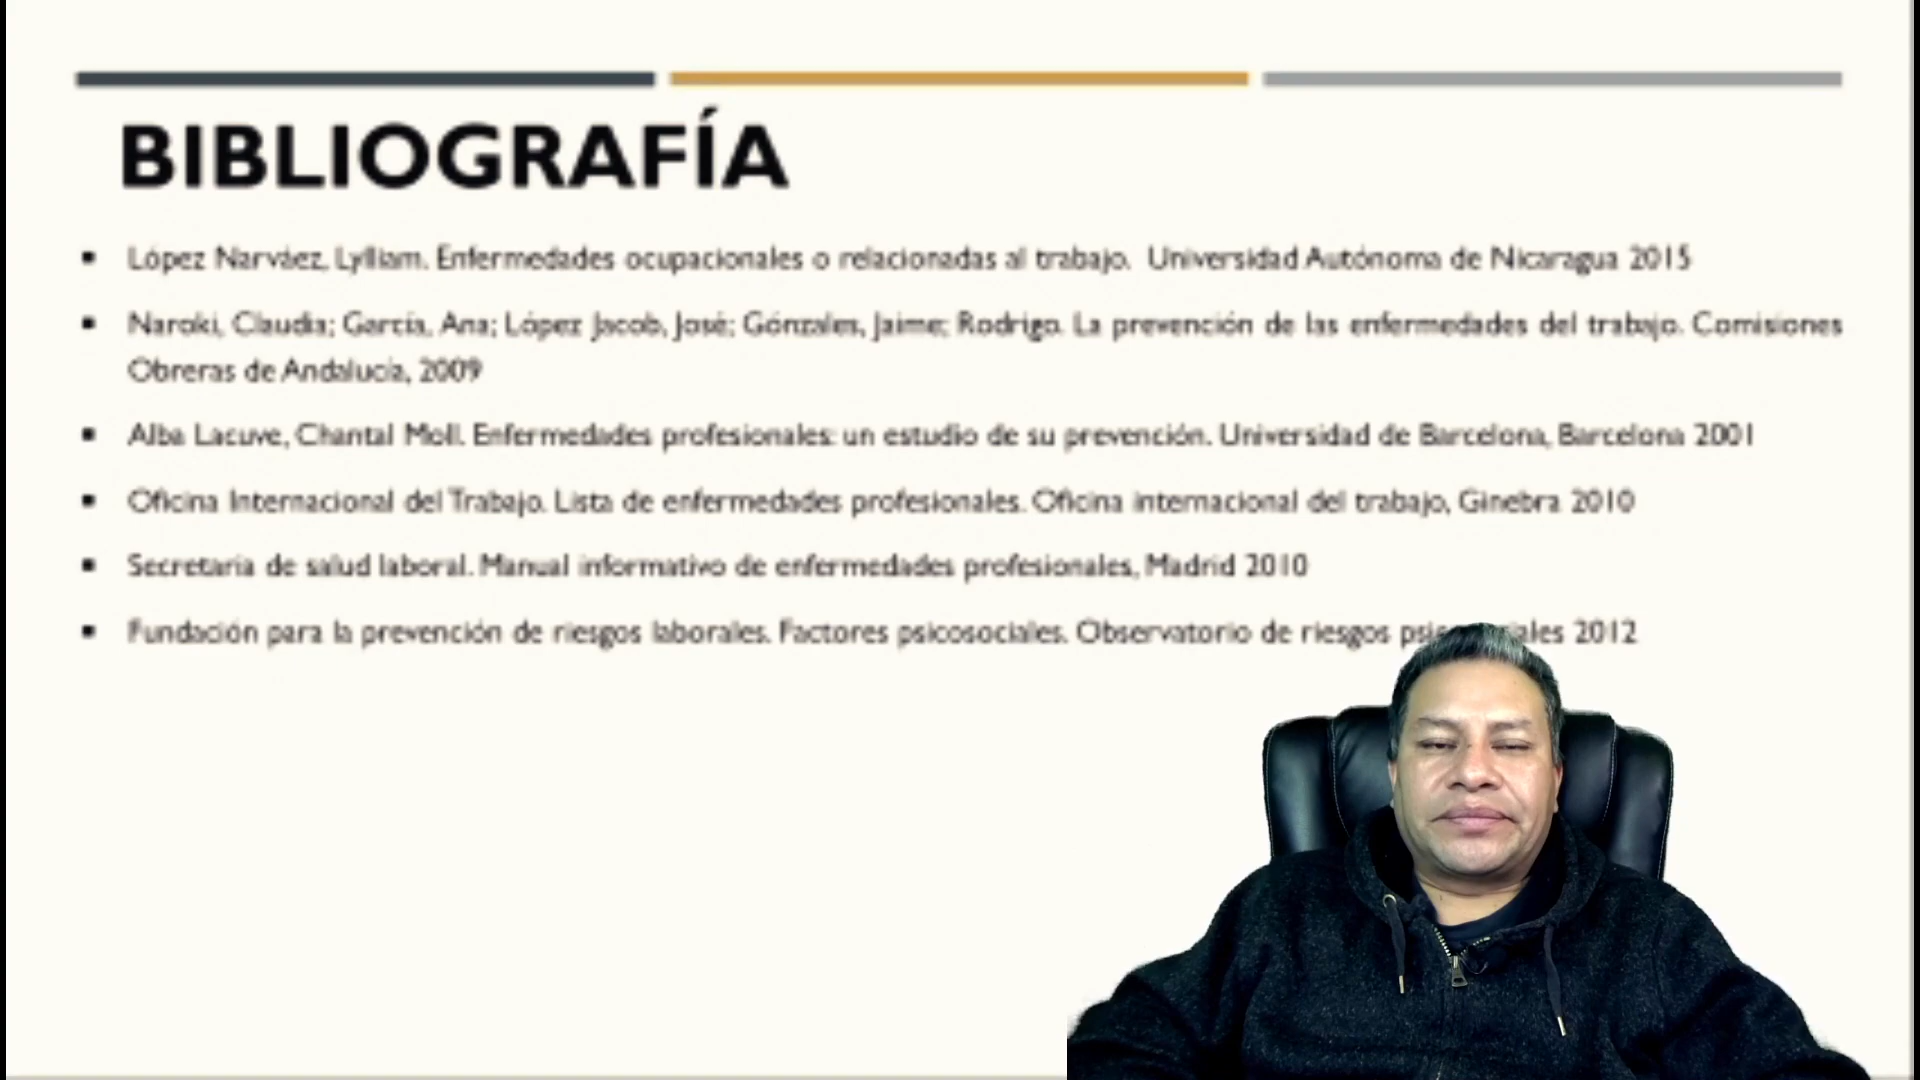 BIBLIOGRAFÍA
López Narváez, Lylliam. Enfermedades ocupacionales o relacionadas al trabajo. Universidad Autónoma de Nicaragua 2015
Naroki, Claudia; García, Ana; López Jacob, José; Gónzales, Jaime; Rodrigo. La prevención de las enfermedades del trabajo. Comisiones
Obreras de Andalucía, 2009
Alba Lacuve, Chantal Moll. Enfermedades profesionales: un estudio de su prevención. Universidad de Barcelona, Barcelona 2001
Oficina Internacional del Trabajo. Lista de enfermedades profesionales. Oficina internacional del trabajo, Ginebra 2010
Secretaria de salud laboral. Manual informativo de enfermedades profesionales, Madrid 2010
Fundación para la prevención de riesgos laborales. Factores psicosociales. Observatorio de riesgos 2012